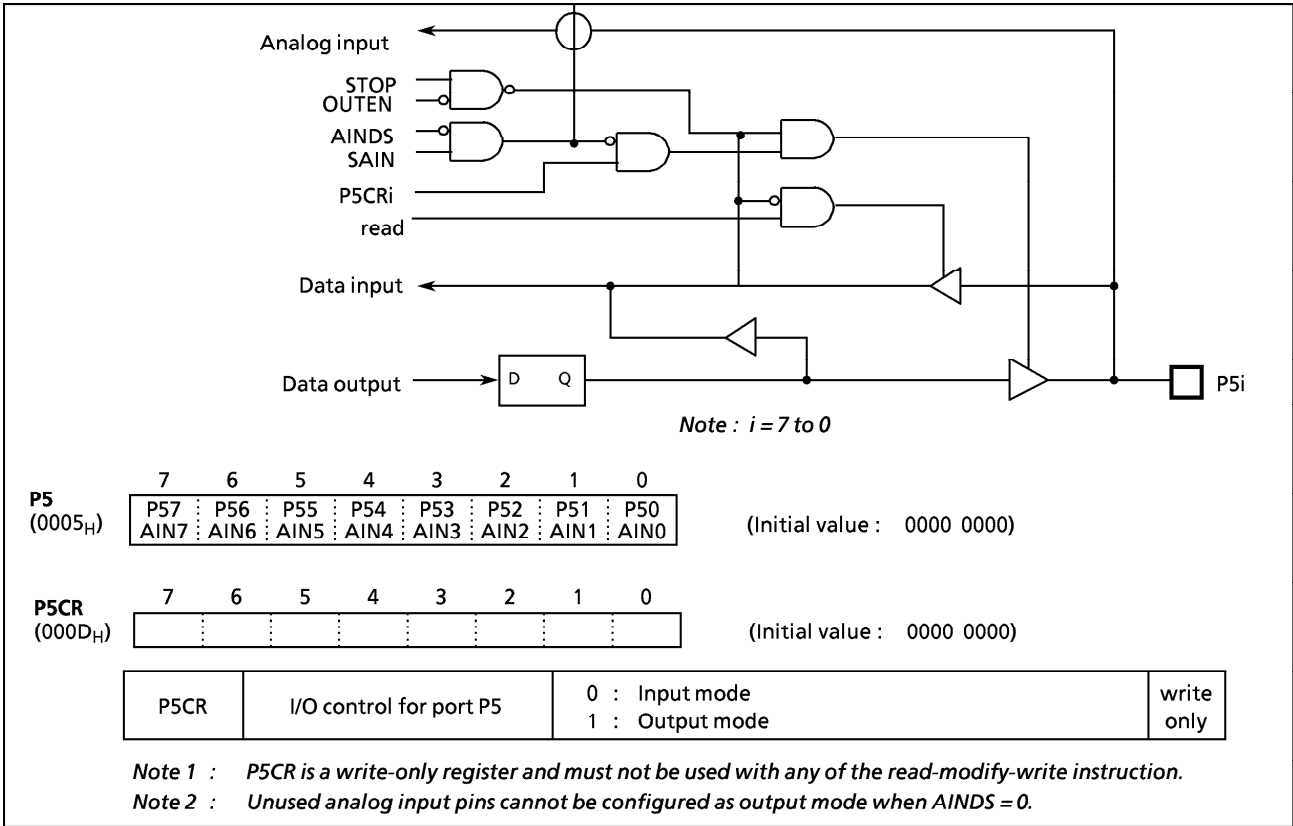 Analog input
STOP
OUTEN
AINDS
SAIN
P5CRi
read
Data input
Data output
D Q
P5i
Note : i = 7 to 0
7 6 5 4 3 2 1 0
P5
(0005H)
P57 P56 P55 P54 P53 P52 P51 P50
AIN7 AIN6 AIN5 AIN4 AIN3 AIN2 AIN1 AIN0
(Initial value : 0000 0000)
7 6 5 4 3 2 1 0
P5CR
(000DH)
(Initial value : 0000 0000)
P5CR I/O control for port P5
0 : Input mode
1 : Output mode
write
only
Note 1 : P5CR is a write-only register and must not be used with any of the read-modify-write instruction.
Note 2 : Unused analog input pins cannot be configured as output mode when AINDS = 0.